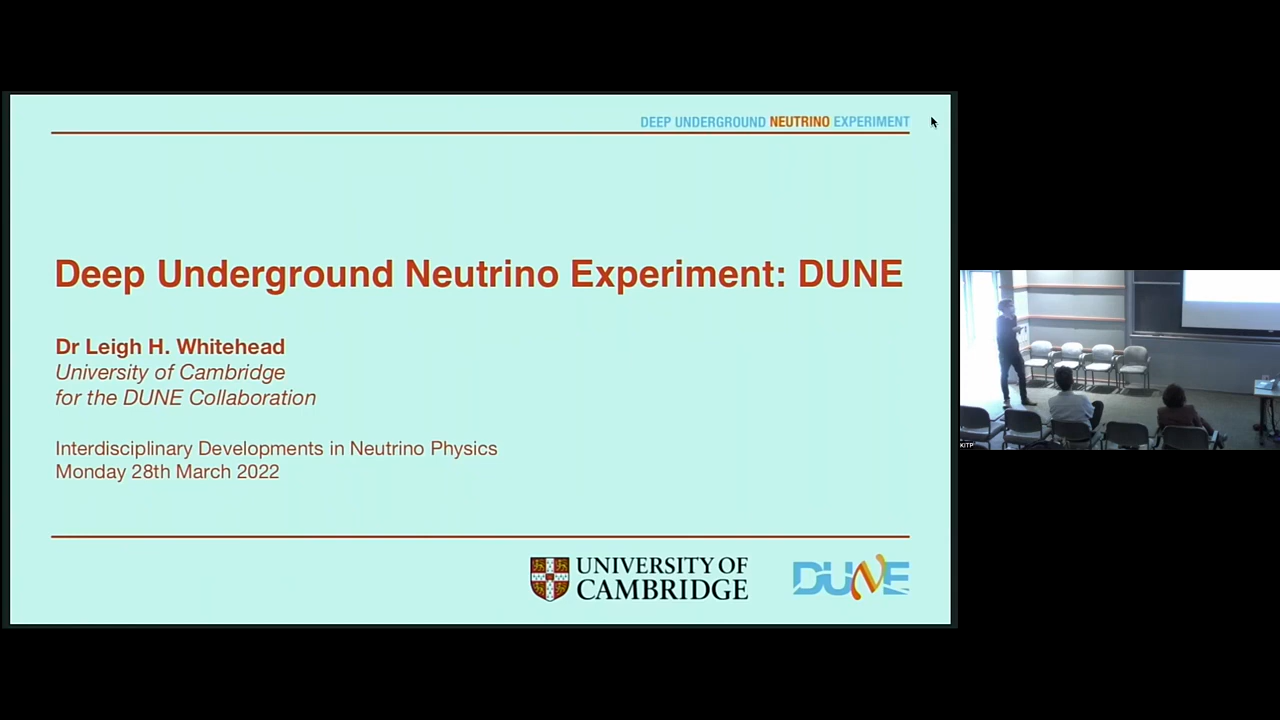 DEEP UNDERGROUND NEUTRINO EXPERIMENT
Deep Underground Neutrino Experiment: DUNE
Dr Leigh H. Whitehead
University of Cambridge
for the DUNE Collaboration
Interdisciplinary Developments in Neutrino Physics
Monday 28th March 2022
UNIVERSITY OF
CAMBRIDGE
DUNE
KITP